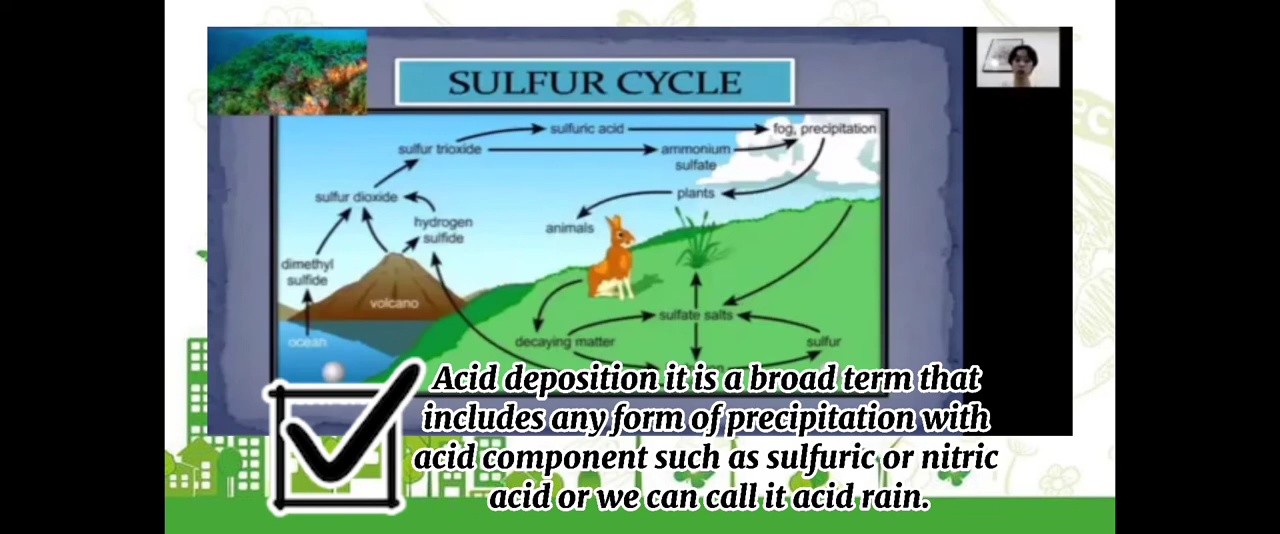 SULFUR CYCLE
sulfuric acid
fog, precipitation
sulfur trioxide
ammonium
sulfate
sulfur dioxide
plants
hydrogen
sulfide
animals
dimethyl
sulfide
volcano
ocean
sulfate salts
decaying matter
sulfur
Acid deposition it is a broad term that
includes any form of precipitation with
acid component such as sulfuric or nitric
acid or we can call it acid rain.